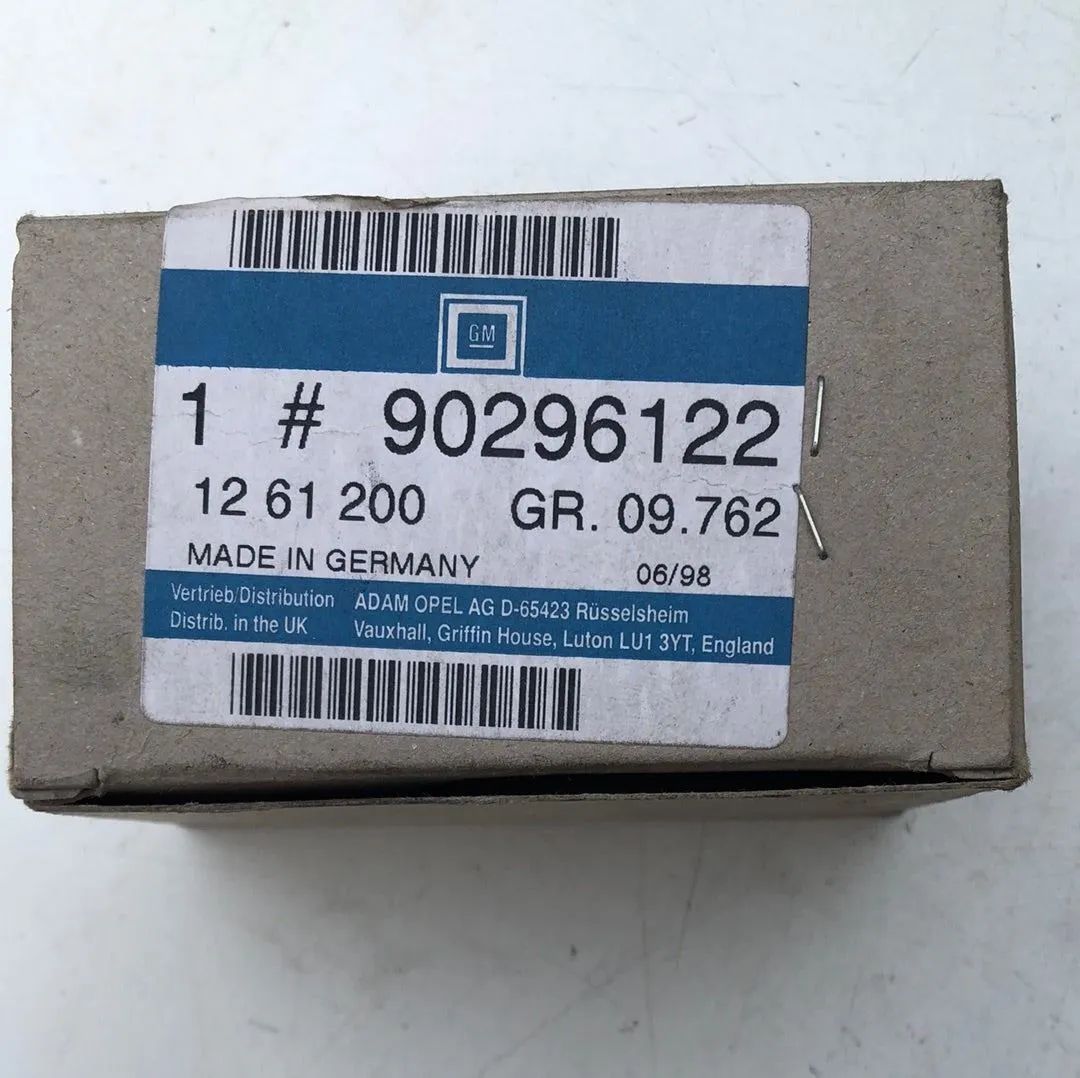 GM
1 # 90296122
12 61 200 GR. 09.762
MADE IN GERMANY 06/98
Vertrieb/Distribution ADAM OPEL AG D-65423 Rüsselsheim
Distrib. in the UK Vauxhall, Griffin House, Luton LU1 3YT, England